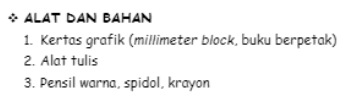 ❖ ALAT DAN BAHAN
1. Kertas grafik (millimeter block, buku berpetak)
2. Alat tulis
3. Pensil warna, spidol, krayon